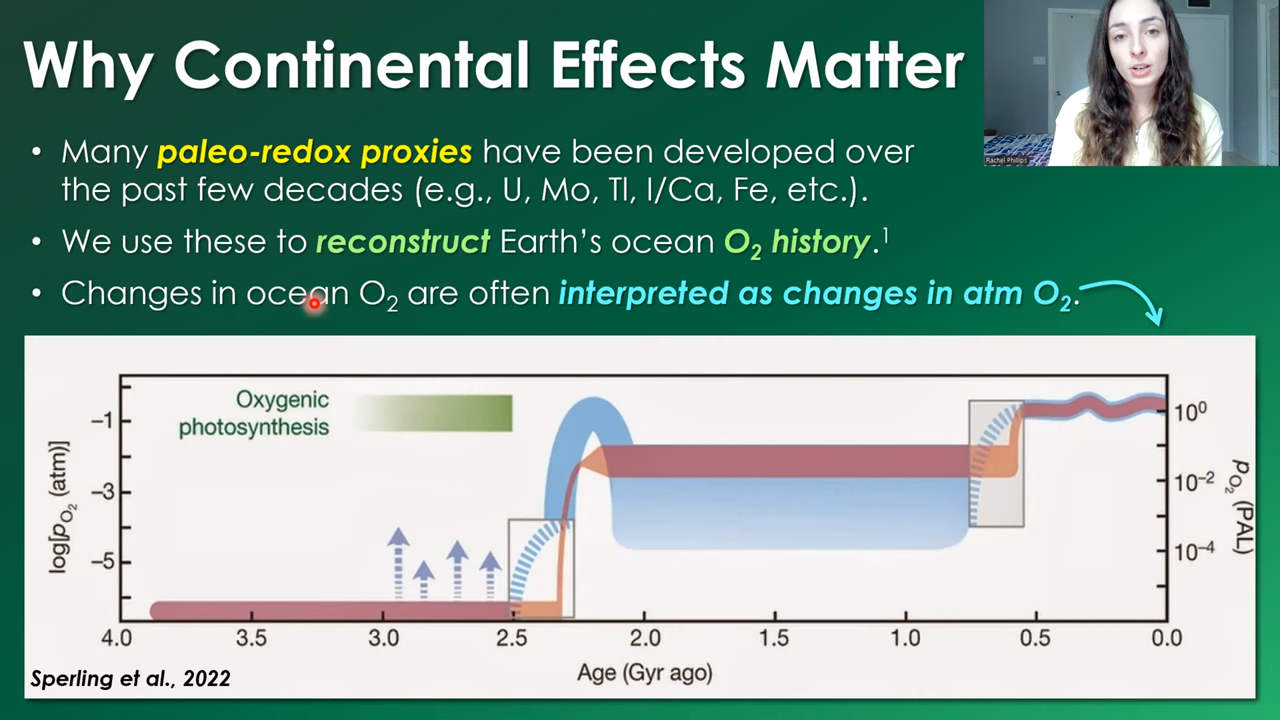 Why Continental Effects Matter
Rachel Phillips
• Many paleo-redox proxies have been developed over
the past few decades (e.g., U, Mo, Tl, I/Ca, Fe, etc.).
• We use these to reconstruct Earth's ocean O₂ history.¹
• Changes in ocean O₂ are often interpreted as changes in atm O₂.
Oxygenic
photosynthesis
log[pO₂ (atm)]
−1
−3
−5
10⁰
10⁻²
10⁻⁴
pO₂ (PAL)
4.0 3.5 3.0 2.5 2.0 1.5 1.0 0.5 0.0
Age (Gyr ago)
Sperling et al., 2022